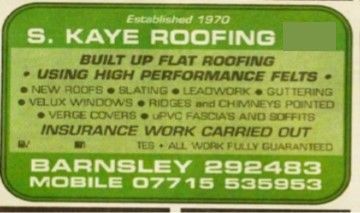 Established 1970
S. KAYE ROOFING
BUILT UP FLAT ROOFING
• USING HIGH PERFORMANCE FELTS •
• NEW ROOFS • SLATING • LEADWORK • GUTTERING
• VELUX WINDOWS • RIDGES and CHIMNEYS POINTED
• VERGE COVERS • uPVC FASCIA'S AND SOFFITS
INSURANCE WORK CARRIED OUT
TES • ALL WORK FULLY GUARANTEED
BARNSLEY 292483
MOBILE 07715 535953